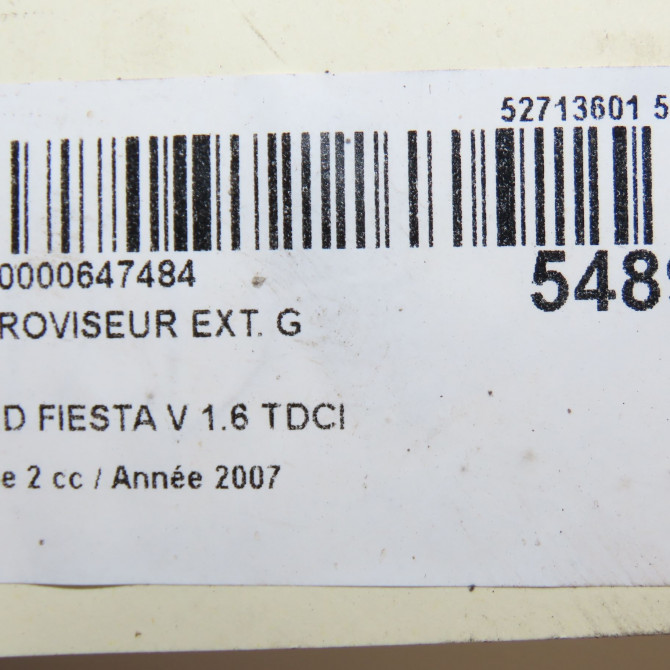 52713601 5
0000647484
548
ROVISEUR EXT. G
D FIESTA V 1.6 TDCI
e 2 cc / Année 2007